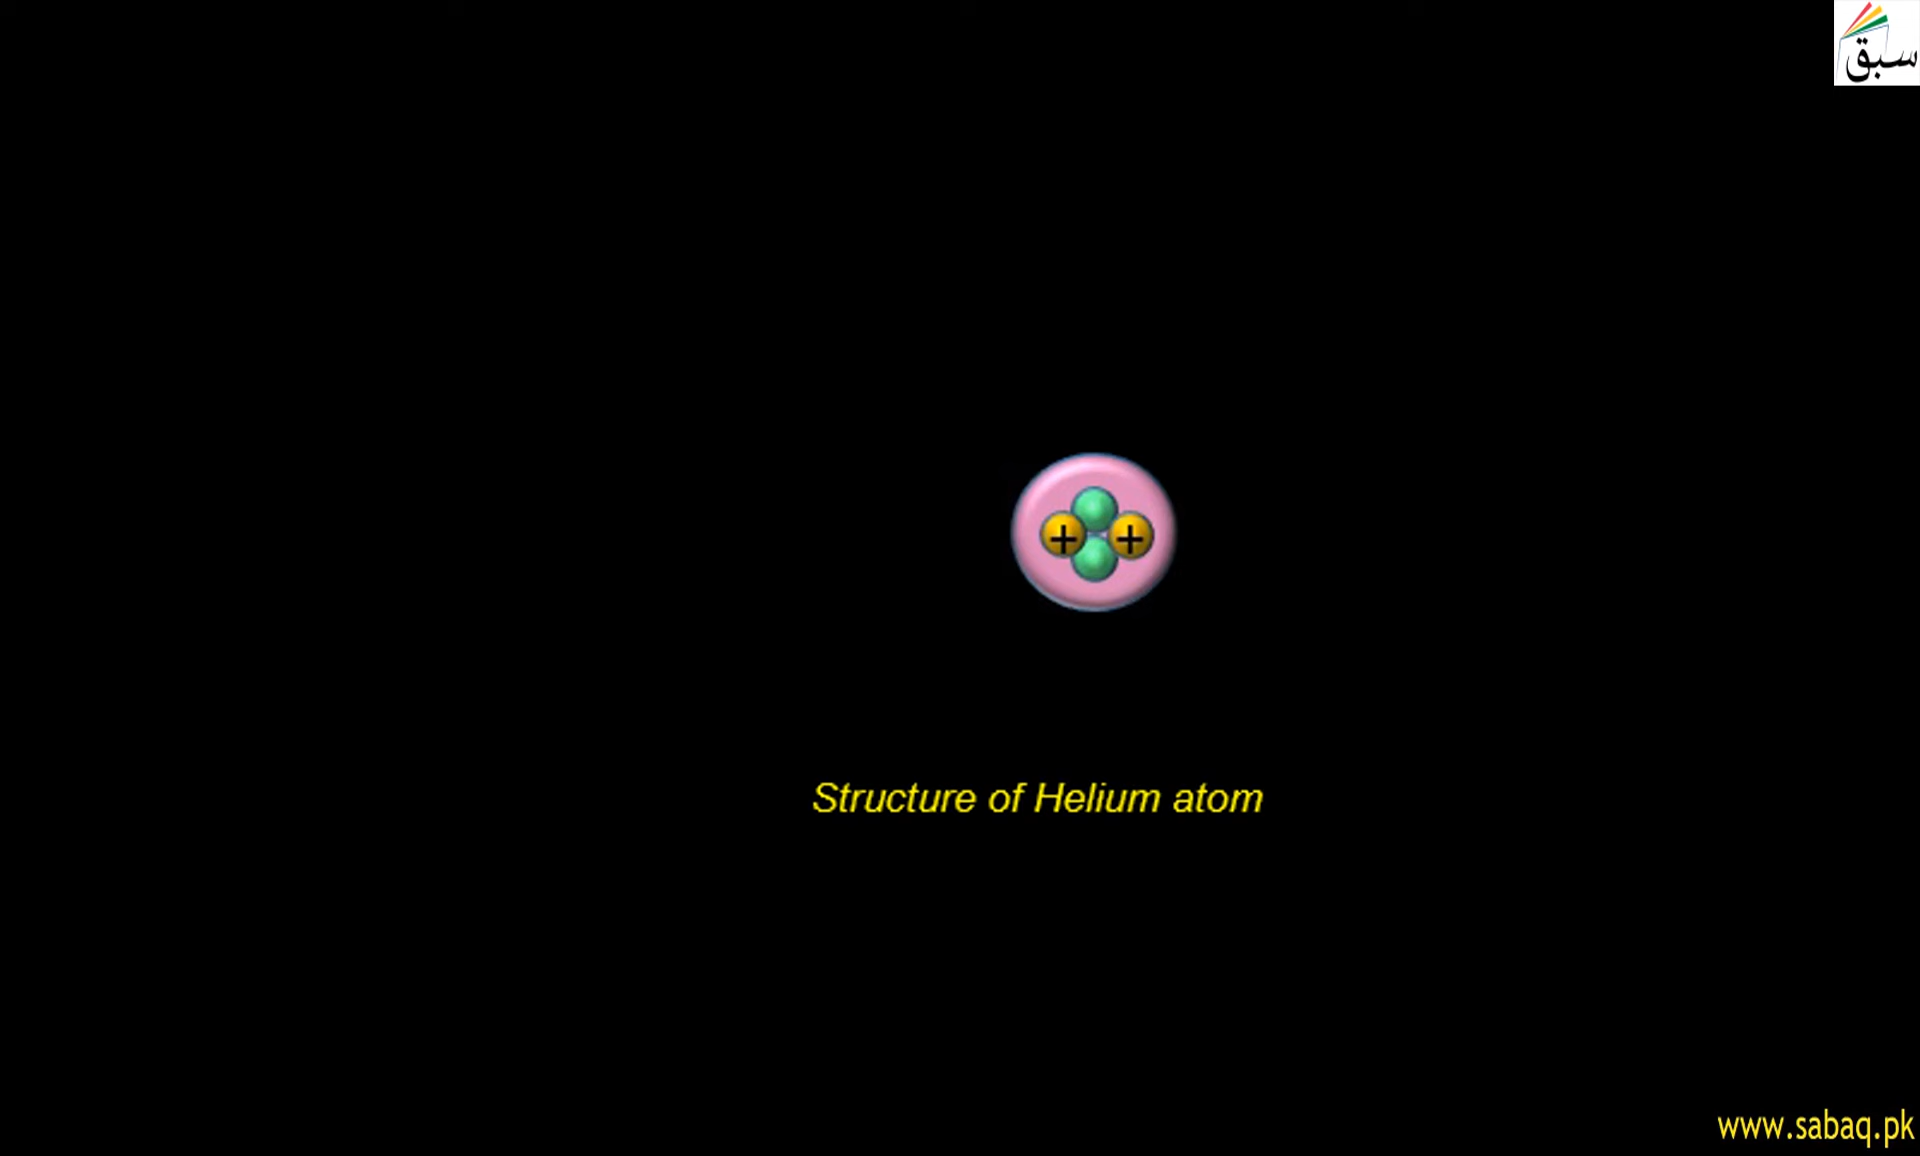 سبق
+ +
Structure of Helium atom
www.sabaq.pk